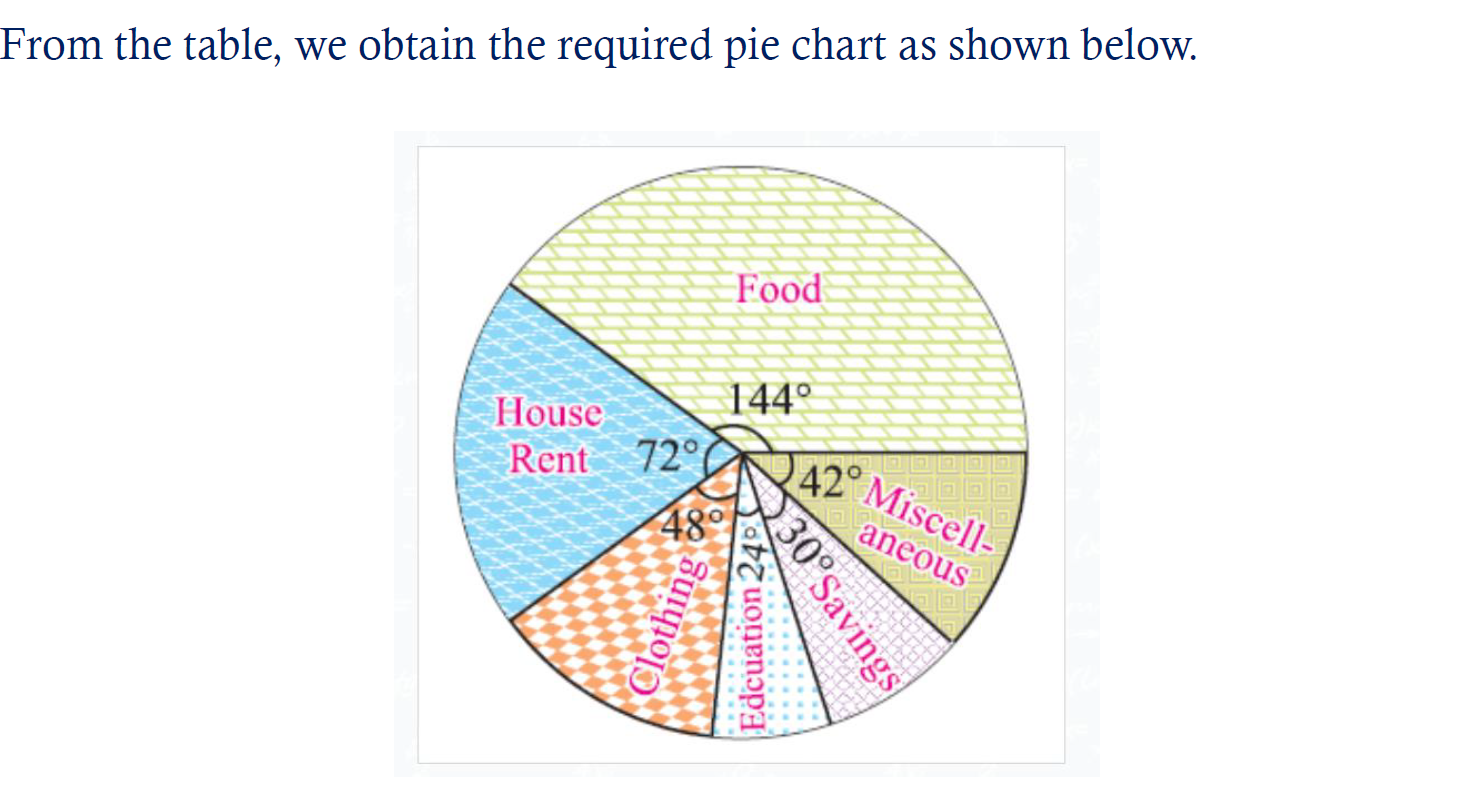 From the table, we obtain the required pie chart as shown below.
Food
144°
House
Rent
72°
42°
Miscell-
aneous
48°
Clothing
24°
Edcuation
30°
Savings